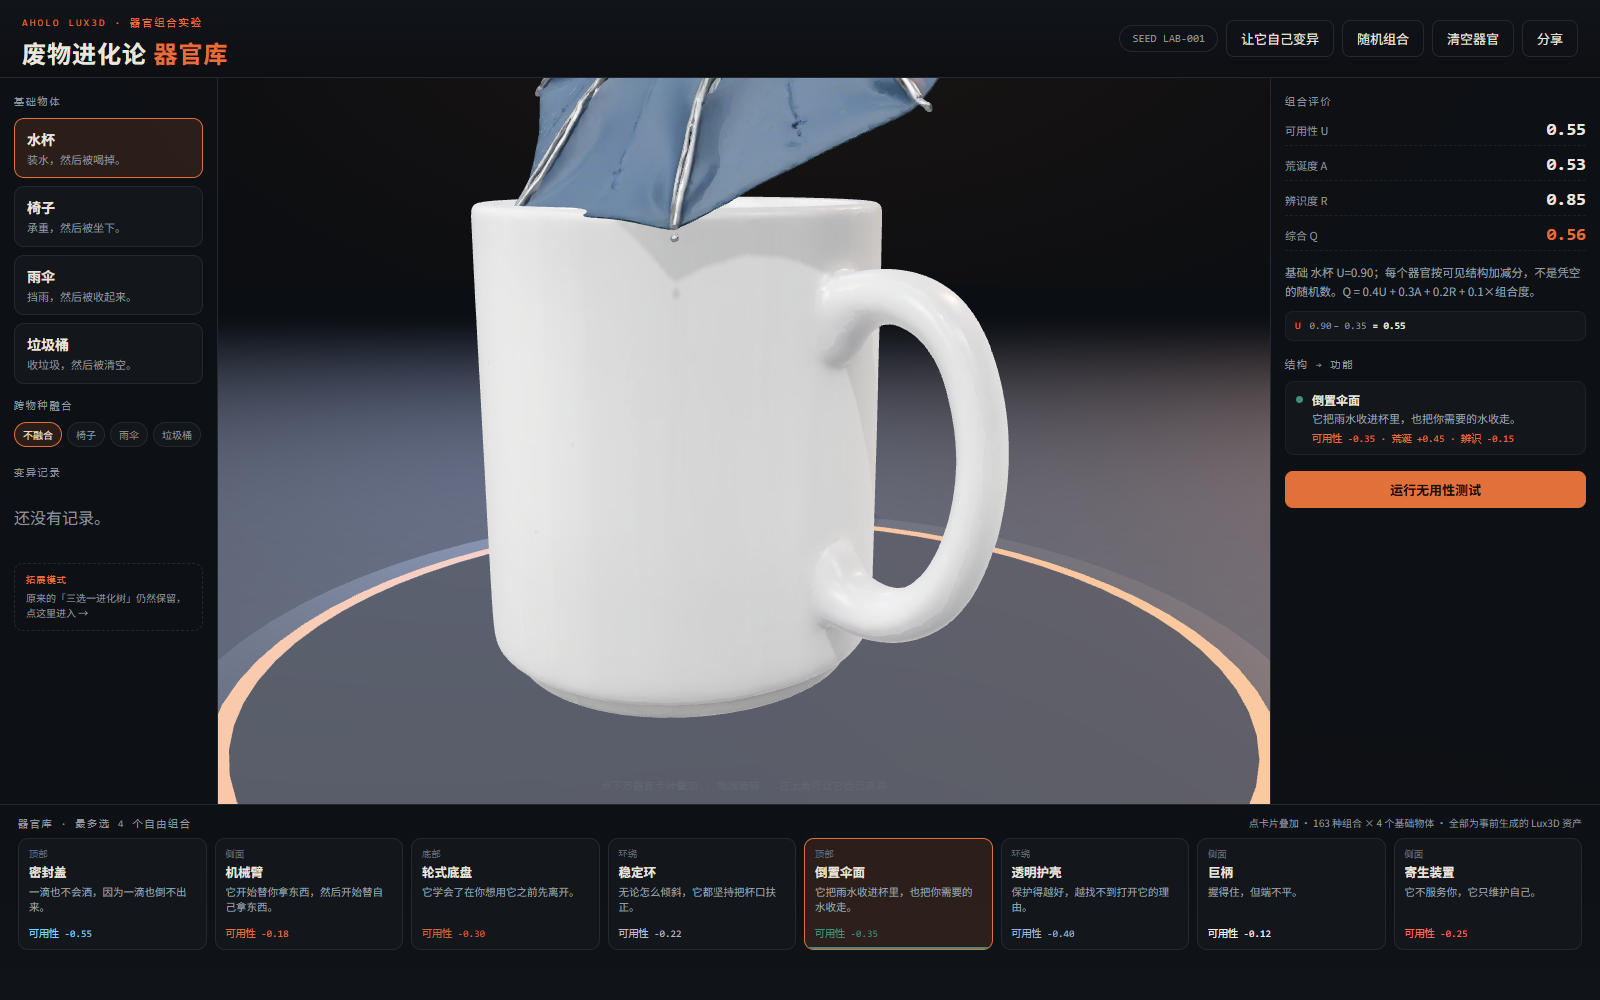 AHOLO LUX3D · 器官组合实验
废物进化论 器官库
SEED LAB-001
让它自己变异
随机组合
清空器官
分享
基础物体
水杯
装水，然后被喝掉。
椅子
承重，然后被坐下。
雨伞
挡雨，然后被收起来。
垃圾桶
收垃圾，然后被清空。
跨物种融合
不融合
椅子
雨伞
垃圾桶
变异记录
还没有记录。
拓展模式
原来的「三选一进化树」仍然保留，
点这里进入 →
组合评价
可用性 U 0.55
荒诞度 A 0.53
辨识度 R 0.85
综合 Q 0.56
基础 水杯 U=0.90；每个器官按可见结构加减分，不是凭空
的随机数。Q = 0.4U + 0.3A + 0.2R + 0.1×组合度。
U 0.90 − 0.35 = 0.55
结构 → 功能
倒置伞面
它把雨水收进杯里，也把你需要的水收走。
可用性 -0.35 · 荒诞 +0.45 · 辨识 -0.15
运行无用性测试
器官库 · 最多选 4 个自由组合
点卡片叠加 · 163 种组合 × 4 个基础物体 · 全部为事前生成的 Lux3D 资产
顶部
密封盖
一滴也不会洒，因为一滴也倒不出
来。
可用性 -0.55
侧面
机械臂
它开始替你拿东西，然后开始替自
己拿东西。
可用性 -0.18
底部
轮式底盘
它学会了在你想用它之前先离开。
可用性 -0.30
环绕
稳定环
无论怎么倾斜，它都坚持把杯口扶
正。
可用性 -0.22
顶部
倒置伞面
它把雨水收进杯里，也把你需要的
水收走。
可用性 -0.35
环绕
透明护壳
保护得越好，越找不到打开它的理
由。
可用性 -0.40
侧面
巨柄
握得住，但端不平。
可用性 -0.12
侧面
寄生装置
它不服务你，它只维护自己。
可用性 -0.25